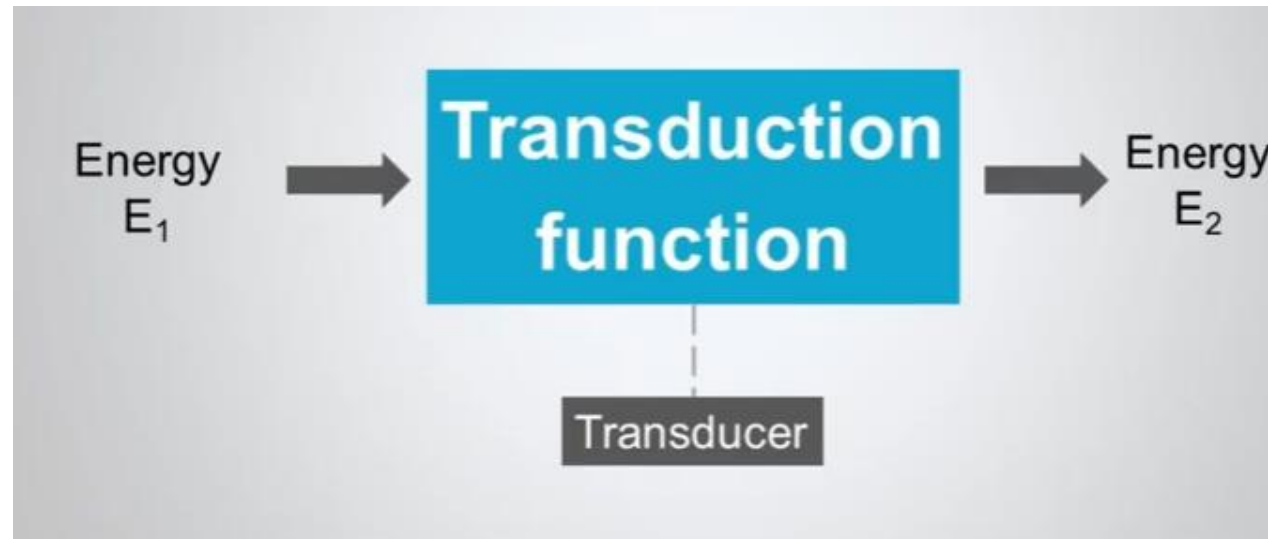 Energy
E₁
Transduction
function
Energy
E₂
Transducer